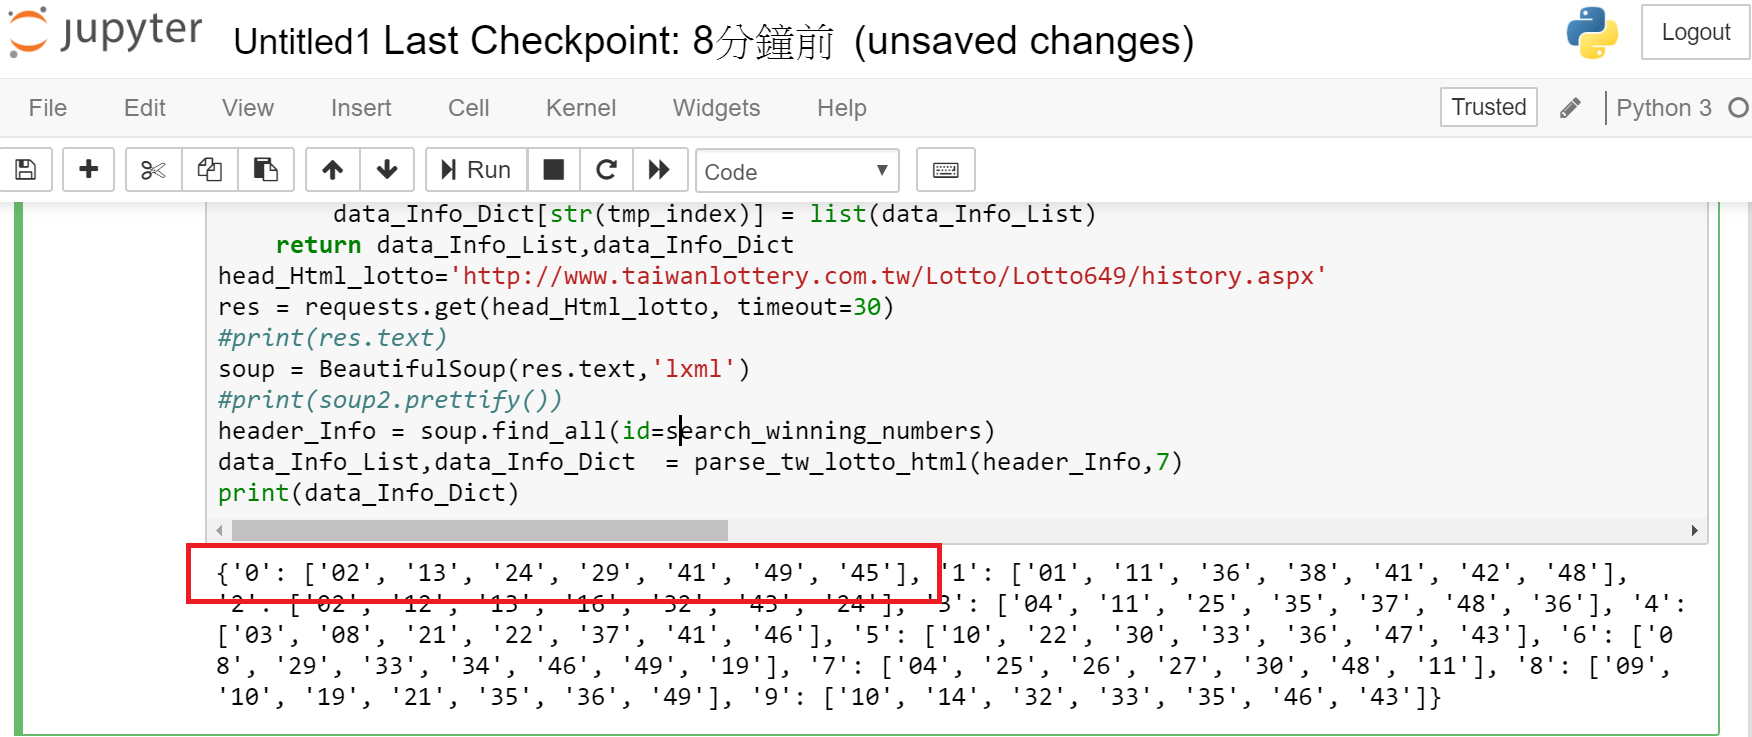 jupyter Untitled1 Last Checkpoint: 8分鐘前 (unsaved changes) Logout
File Edit View Insert Cell Kernel Widgets Help Trusted Python 3
Run Code
data_Info_Dict[str(tmp_index)] = list(data_Info_List)
return data_Info_List,data_Info_Dict
head_Html_lotto='http://www.taiwanlottery.com.tw/Lotto/Lotto649/history.aspx'
res = requests.get(head_Html_lotto, timeout=30)
#print(res.text)
soup = BeautifulSoup(res.text,'lxml')
#print(soup2.prettify())
header_Info = soup.find_all(id=search_winning_numbers)
data_Info_List,data_Info_Dict  = parse_tw_lotto_html(header_Info,7)
print(data_Info_Dict)
{'0': ['02', '13', '24', '29', '41', '49', '45'], '1': ['01', '11', '36', '38', '41', '42', '48'],
'2': ['02', '12', '13', '16', '32', '43', '24'], '3': ['04', '11', '25', '35', '37', '48', '36'], '4':
['03', '08', '21', '22', '37', '41', '46'], '5': ['10', '22', '30', '33', '36', '47', '43'], '6': ['0
8', '29', '33', '34', '46', '49', '19'], '7': ['04', '25', '26', '27', '30', '48', '11'], '8': ['09',
'10', '19', '21', '35', '36', '49'], '9': ['10', '14', '32', '33', '35', '46', '43']}